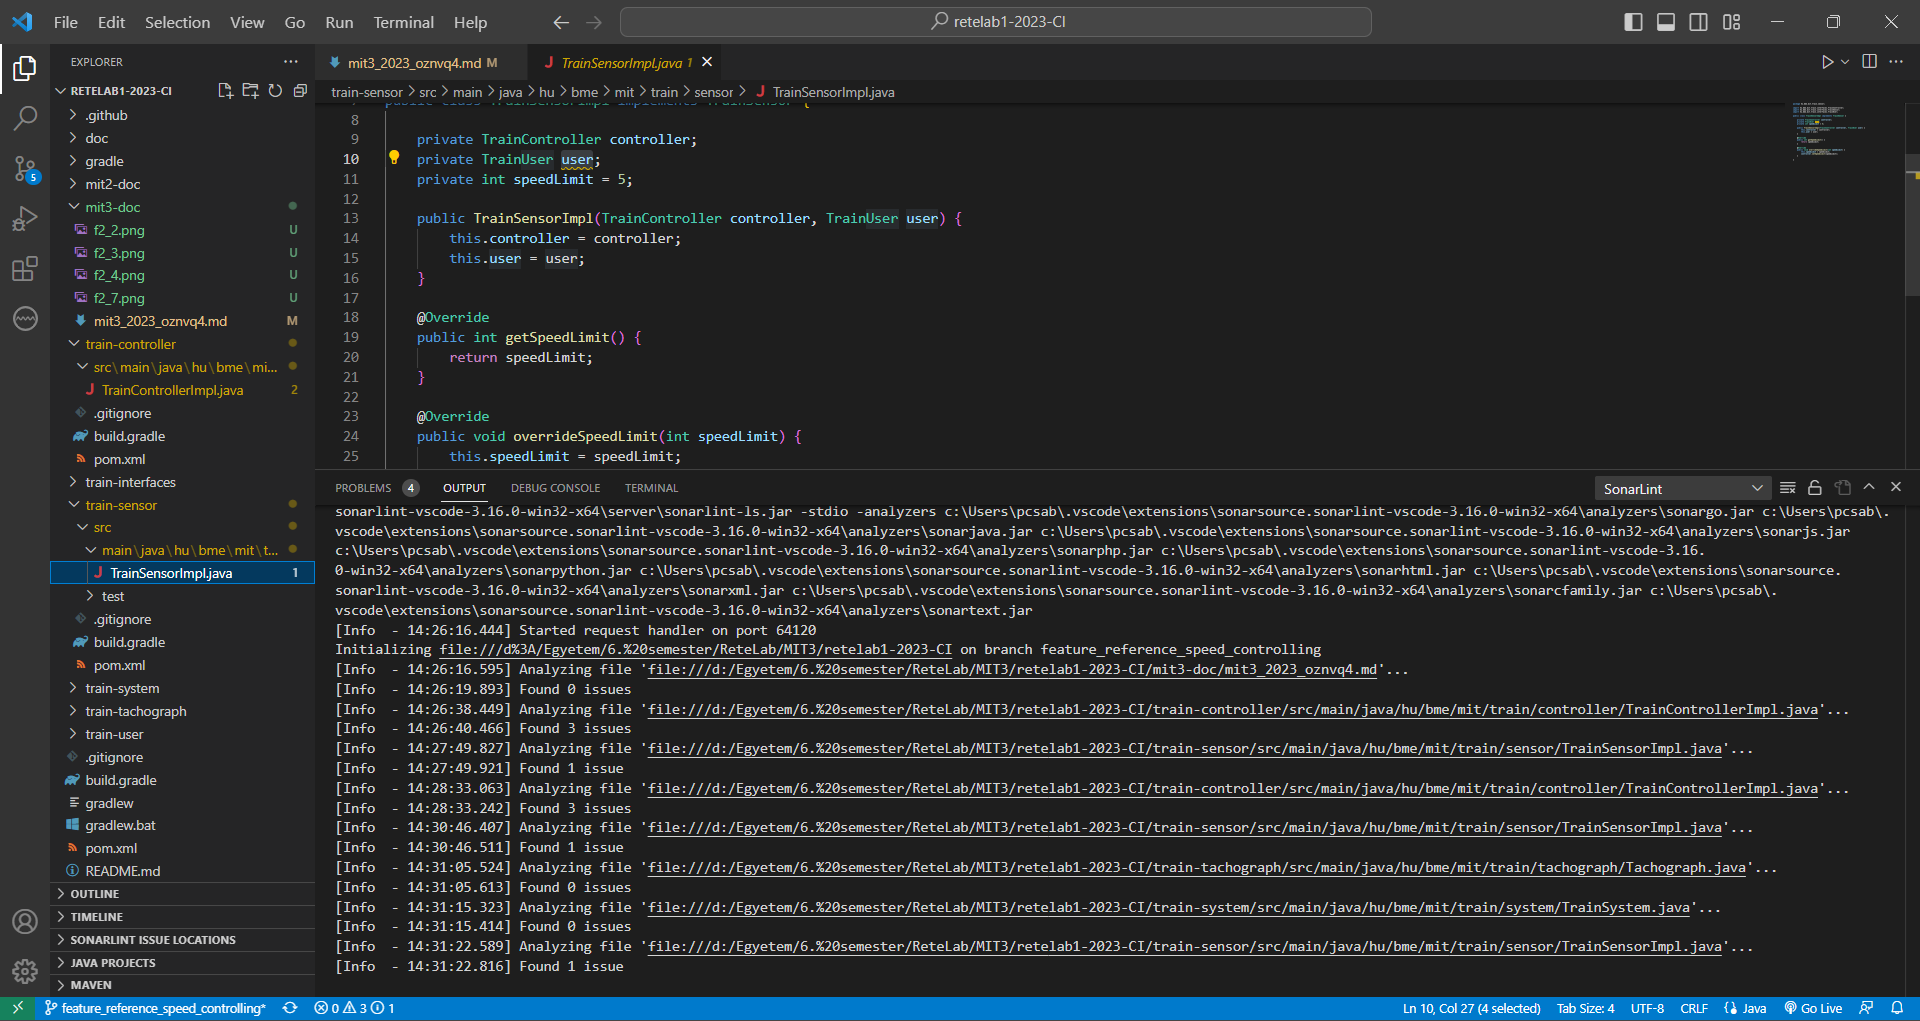 File Edit Selection View Go Run Terminal Help
retelab1-2023-CI
EXPLORER
RETELAB1-2023-CI
.github
doc
gradle
mit2-doc
mit3-doc
f2_2.png U
f2_3.png U
f2_4.png U
f2_7.png U
mit3_2023_oznvq4.md M
train-controller
src\main\java\hu\bme\mi...
TrainControllerImpl.java 2
.gitignore
build.gradle
pom.xml
train-interfaces
train-sensor
src
main\java\hu\bme\mit\t...
TrainSensorImpl.java 1
test
.gitignore
build.gradle
pom.xml
train-system
train-tachograph
train-user
.gitignore
build.gradle
gradlew
gradlew.bat
pom.xml
README.md
OUTLINE
TIMELINE
SONARLINT ISSUE LOCATIONS
JAVA PROJECTS
MAVEN
5
mit3_2023_oznvq4.md M
TrainSensorImpl.java 1
train-sensor > src > main > java > hu > bme > mit > train > sensor > TrainSensorImpl.java
public class TrainSensorImpl implements TrainSensor {
8
9 private TrainController controller;
10 private TrainUser user;
11 private int speedLimit = 5;
12
13 public TrainSensorImpl(TrainController controller, TrainUser user) {
14 this.controller = controller;
15 this.user = user;
16 }
17
18 @Override
19 public int getSpeedLimit() {
20 return speedLimit;
21 }
22
23 @Override
24 public void overrideSpeedLimit(int speedLimit) {
25 this.speedLimit = speedLimit;
PROBLEMS 4 OUTPUT DEBUG CONSOLE TERMINAL
SonarLint
sonarlint-vscode-3.16.0-win32-x64\server\sonarlint-ls.jar -stdio -analyzers c:\Users\pcsab\.vscode\extensions\sonarsource.sonarlint-vscode-3.16.0-win32-x64\analyzers\sonargo.jar c:\Users\pcsab\.
vscode\extensions\sonarsource.sonarlint-vscode-3.16.0-win32-x64\analyzers\sonarjava.jar c:\Users\pcsab\.vscode\extensions\sonarsource.sonarlint-vscode-3.16.0-win32-x64\analyzers\sonarjs.jar
c:\Users\pcsab\.vscode\extensions\sonarsource.sonarlint-vscode-3.16.0-win32-x64\analyzers\sonarphp.jar c:\Users\pcsab\.vscode\extensions\sonarsource.sonarlint-vscode-3.16.
0-win32-x64\analyzers\sonarpython.jar c:\Users\pcsab\.vscode\extensions\sonarsource.sonarlint-vscode-3.16.0-win32-x64\analyzers\sonarhtml.jar c:\Users\pcsab\.vscode\extensions\sonarsource.
sonarlint-vscode-3.16.0-win32-x64\analyzers\sonarxml.jar c:\Users\pcsab\.vscode\extensions\sonarsource.sonarlint-vscode-3.16.0-win32-x64\analyzers\sonarcfamily.jar c:\Users\pcsab\.
vscode\extensions\sonarsource.sonarlint-vscode-3.16.0-win32-x64\analyzers\sonartext.jar
[Info  - 14:26:16.444] Started request handler on port 64120
Initializing file:///d%3A/Egyetem/6.%20semester/ReteLab/MIT3/retelab1-2023-CI on branch feature_reference_speed_controlling
[Info  - 14:26:16.595] Analyzing file 'file:///d:/Egyetem/6.%20semester/ReteLab/MIT3/retelab1-2023-CI/mit3-doc/mit3_2023_oznvq4.md'...
[Info  - 14:26:19.893] Found 0 issues
[Info  - 14:26:38.449] Analyzing file 'file:///d:/Egyetem/6.%20semester/ReteLab/MIT3/retelab1-2023-CI/train-controller/src/main/java/hu/bme/mit/train/controller/TrainControllerImpl.java'...
[Info  - 14:26:40.466] Found 3 issues
[Info  - 14:27:49.827] Analyzing file 'file:///d:/Egyetem/6.%20semester/ReteLab/MIT3/retelab1-2023-CI/train-sensor/src/main/java/hu/bme/mit/train/sensor/TrainSensorImpl.java'...
[Info  - 14:27:49.921] Found 1 issue
[Info  - 14:28:33.063] Analyzing file 'file:///d:/Egyetem/6.%20semester/ReteLab/MIT3/retelab1-2023-CI/train-controller/src/main/java/hu/bme/mit/train/controller/TrainControllerImpl.java'...
[Info  - 14:28:33.242] Found 3 issues
[Info  - 14:30:46.407] Analyzing file 'file:///d:/Egyetem/6.%20semester/ReteLab/MIT3/retelab1-2023-CI/train-sensor/src/main/java/hu/bme/mit/train/sensor/TrainSensorImpl.java'...
[Info  - 14:30:46.511] Found 1 issue
[Info  - 14:31:05.524] Analyzing file 'file:///d:/Egyetem/6.%20semester/ReteLab/MIT3/retelab1-2023-CI/train-tachograph/src/main/java/hu/bme/mit/train/tachograph/Tachograph.java'...
[Info  - 14:31:05.613] Found 0 issues
[Info  - 14:31:15.323] Analyzing file 'file:///d:/Egyetem/6.%20semester/ReteLab/MIT3/retelab1-2023-CI/train-system/src/main/java/hu/bme/mit/train/system/TrainSystem.java'...
[Info  - 14:31:15.414] Found 0 issues
[Info  - 14:31:22.589] Analyzing file 'file:///d:/Egyetem/6.%20semester/ReteLab/MIT3/retelab1-2023-CI/train-sensor/src/main/java/hu/bme/mit/train/sensor/TrainSensorImpl.java'...
[Info  - 14:31:22.816] Found 1 issue
feature_reference_speed_controlling* 0 3 1
Ln 10, Col 27 (4 selected) Tab Size: 4 UTF-8 CRLF {} Java Go Live